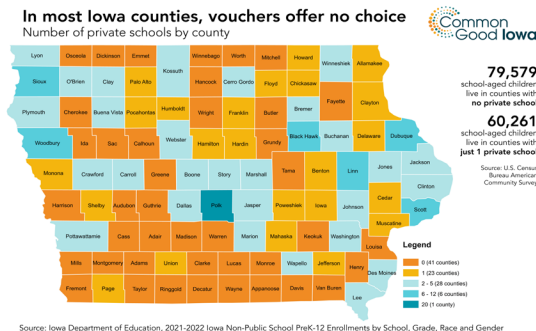 In most Iowa counties, vouchers offer no choice
Number of private schools by county
Common
Good Iowa
79,579
school-aged children
live in counties with
no private school
60,261
school-aged children
live in counties with
just 1 private school
Source: U.S. Census
Bureau American
Community Survey
Lyon Osceola Dickinson Emmet Winnebago Worth Mitchell Howard Winneshiek Allamakee
Kossuth
Sioux O'Brien Clay Palo Alto Hancock Cerro Gordo Floyd Chickasaw
Fayette Clayton
Plymouth Cherokee Buena Vista Pocahontas Humboldt Wright Franklin Butler Bremer
Woodbury Ida Sac Calhoun Webster Hamilton Hardin Grundy Black Hawk Buchanan Delaware Dubuque
Jackson
Monona Crawford Carroll Greene Boone Story Marshall Tama Benton Linn Jones
Clinton
Cedar
Harrison Shelby Audubon Guthrie Dallas Polk Jasper Poweshiek Iowa Johnson Scott
Muscatine
Pottawattamie Cass Adair Madison Warren Marion Mahaska Keokuk Washington
Louisa
Mills Montgomery Adams Union Clarke Lucas Monroe Wapello Jefferson Henry
Des Moines
Fremont Page Taylor Ringgold Decatur Wayne Appanoose Davis Van Buren
Lee
Legend
0 (41 counties)
1 (23 counties)
2 - 5 (28 counties)
6 - 12 (6 counties)
20 (1 county)
Source: Iowa Department of Education, 2021-2022 Iowa Non-Public School PreK-12 Enrollments by School, Grade, Race and Gender